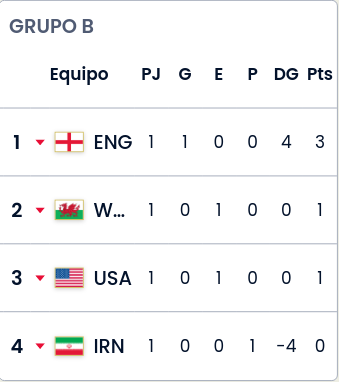 GRUPO B
Equipo PJ G E P DG Pts
1 ENG 1 1 0 0 4 3
2 W... 1 0 1 0 0 1
3 USA 1 0 1 0 0 1
4 IRN 1 0 0 1 -4 0